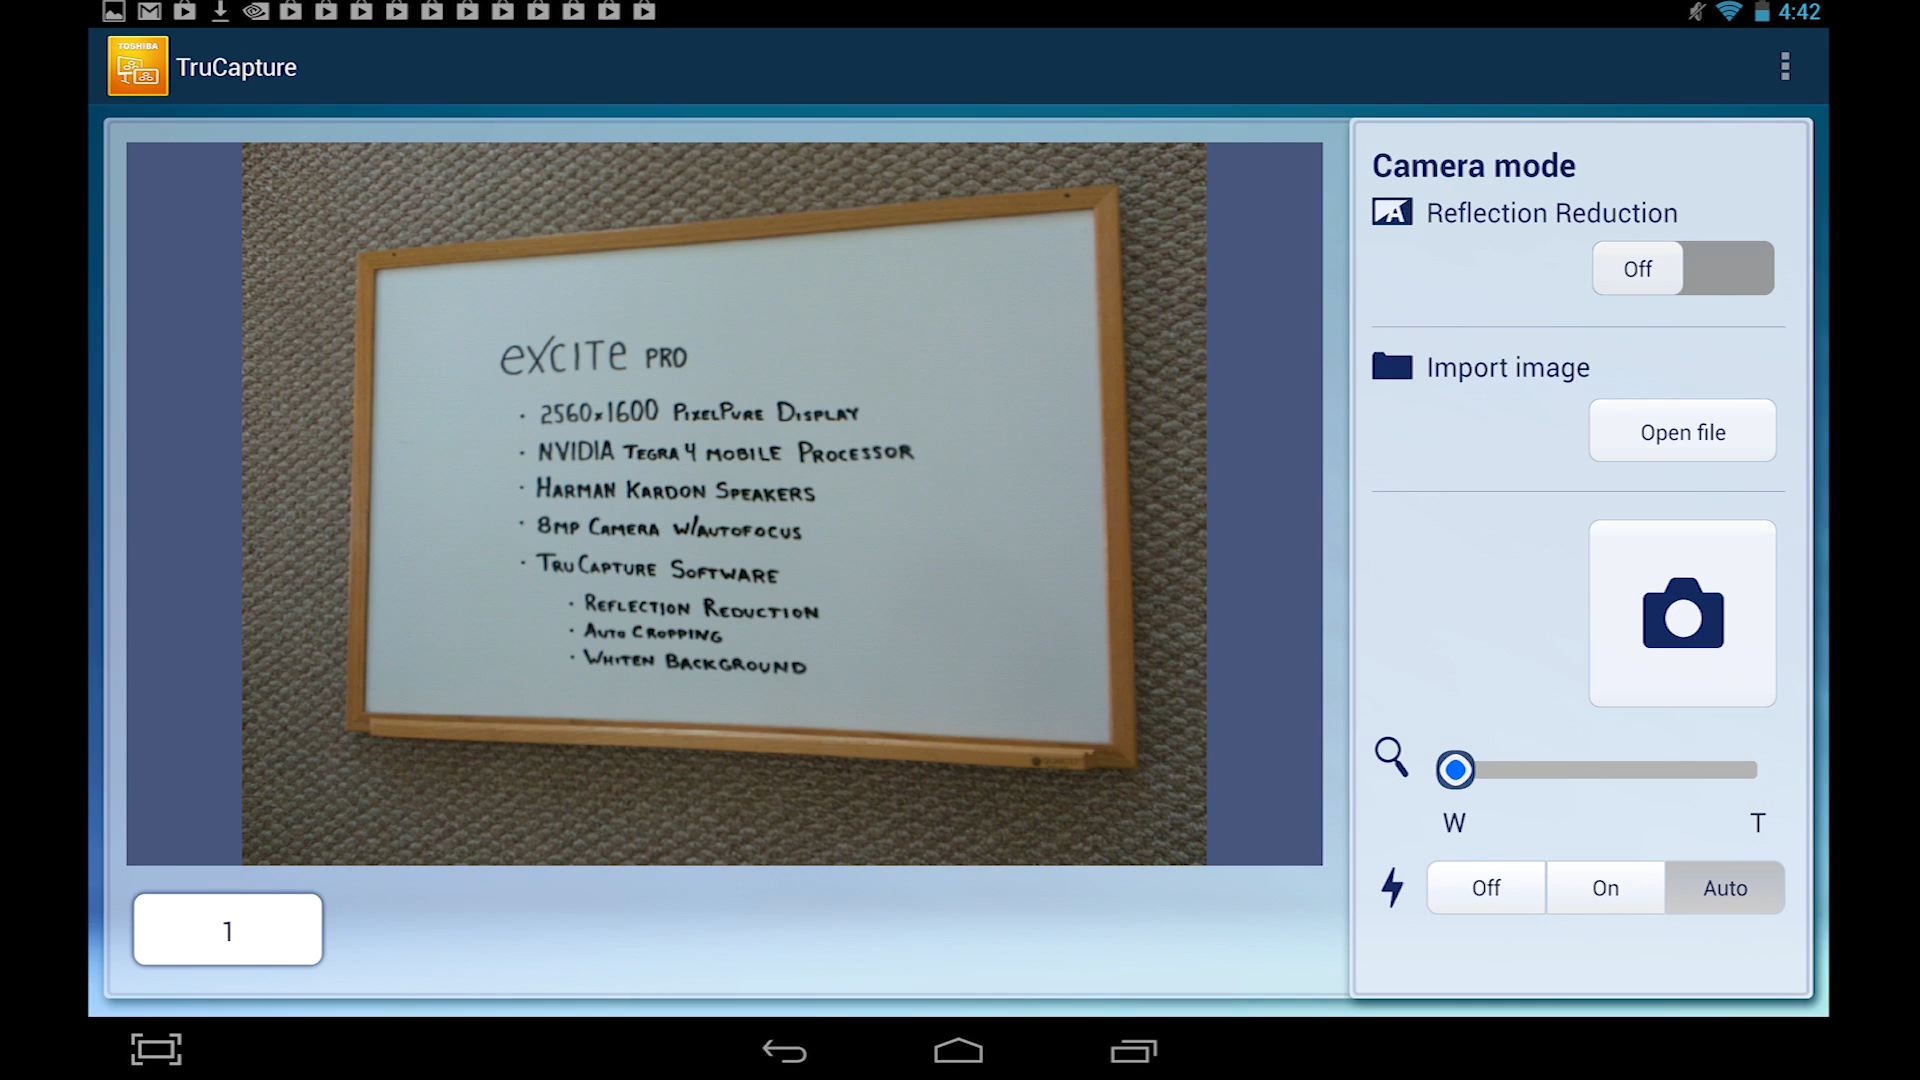 4:42
TOSHIBA
TruCapture
excite PRO
· 2560x1600 PixelPure Display
· NVIDIA Tegra 4 mobile Processor
· Harman Kardon Speakers
· 8mp Camera w/autofocus
· TruCapture Software
· Reflection Reduction
· Auto Cropping
· Whiten Background
QUARTET
1
Camera mode
Reflection Reduction
Off
Import image
Open file
W T
Off On Auto